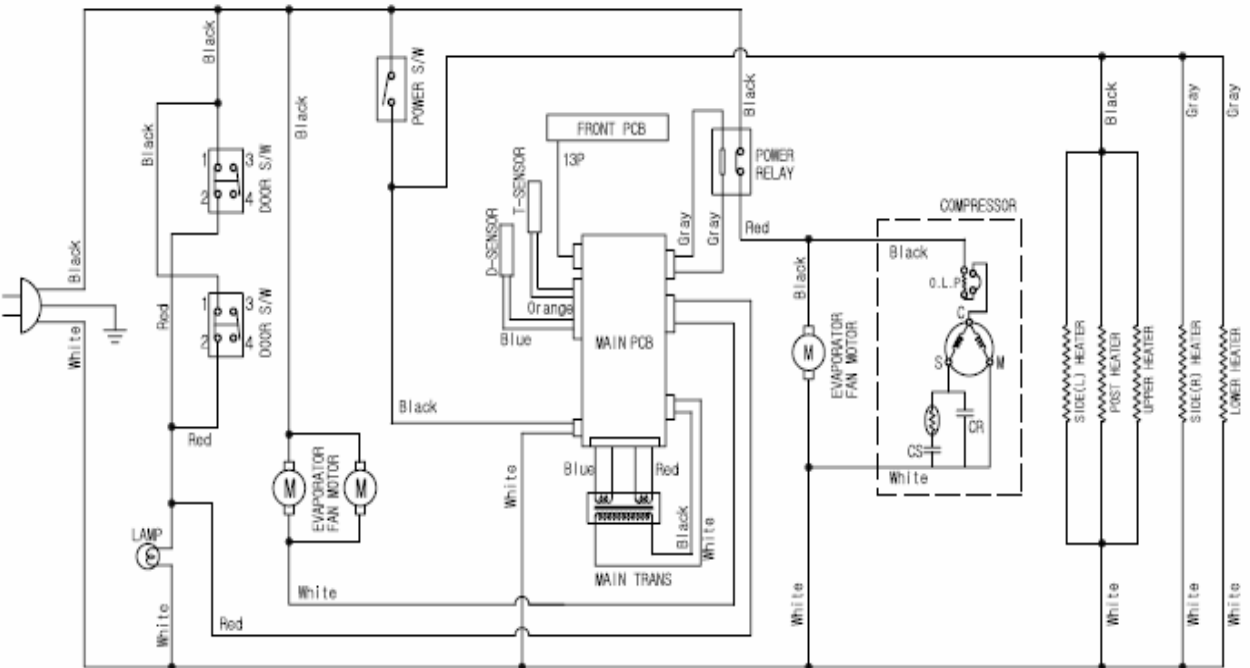 Black
Black
Black
POWER S/W
Black
Black
Gray
Gray
FRONT PCB
13P
1
3
2
4
DOOR S/W
T-SENSOR
D-SENSOR
POWER
RELAY
Gray
Gray
Red
COMPRESSOR
Black
O.L.P
Black
Black
White
Red
1
3
2
4
DOOR S/W
Orange
Blue
MAIN PCB
C
S
M
M
EVAPORATOR
FAN MOTOR
SIDE(L) HEATER
POST HEATER
UPPER HEATER
SIDE(R) HEATER
LOWER HEATER
Black
Red
CR
CS
White
Blue
Red
White
M
M
EVAPORATOR
FAN MOTOR
Black
White
LAMP
MAIN TRANS
White
White
Red
White
White
White
White